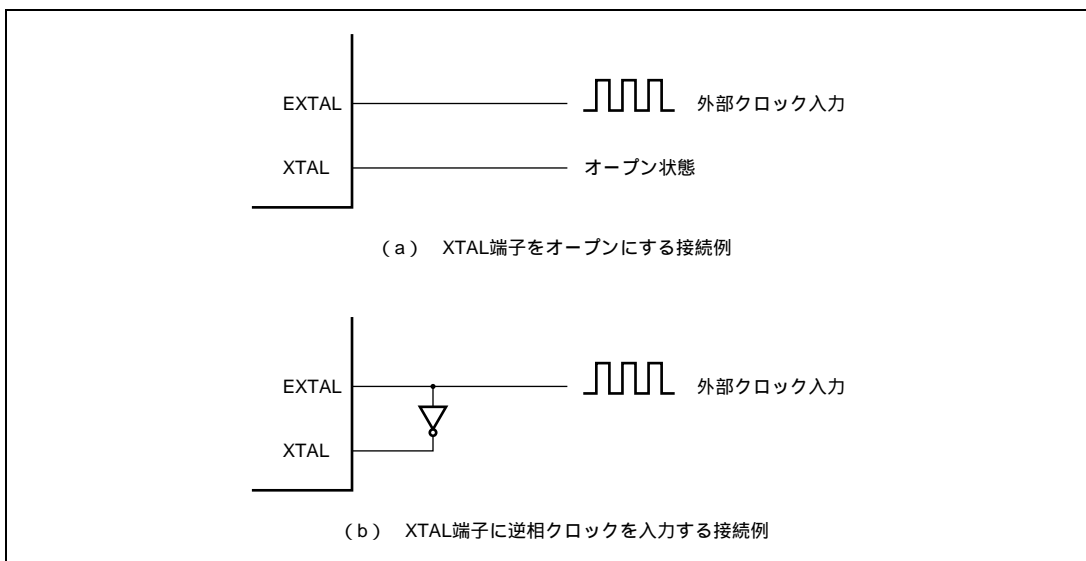 EXTAL
外部クロック入力
XTAL
オープン状態
(a) XTAL端子をオープンにする接続例
EXTAL
外部クロック入力
XTAL
(b) XTAL端子に逆相クロックを入力する接続例